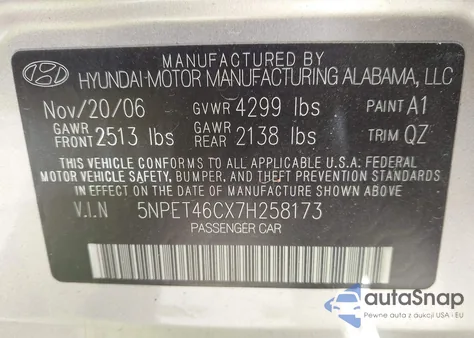 MANUFACTURED BY
HYUNDAI-MOTOR MANUFACTURING ALABAMA, LLC
Nov/20/06 GVWR 4299 lbs PAINT A1
GAWR FRONT 2513 lbs GAWR REAR 2138 lbs TRIM QZ
THIS VEHICLE CONFORMS TO ALL APPLICABLE U.S.A. FEDERAL
MOTOR VEHICLE SAFETY, BUMPER, AND THEFT PREVENTION STANDARDS
IN EFFECT ON THE DATE OF MANUFACTURE SHOWN ABOVE.
V.I.N 5NPET46CX7H258173
PASSENGER CAR
autoSnap
Pewne auta z aukcji USA i EU